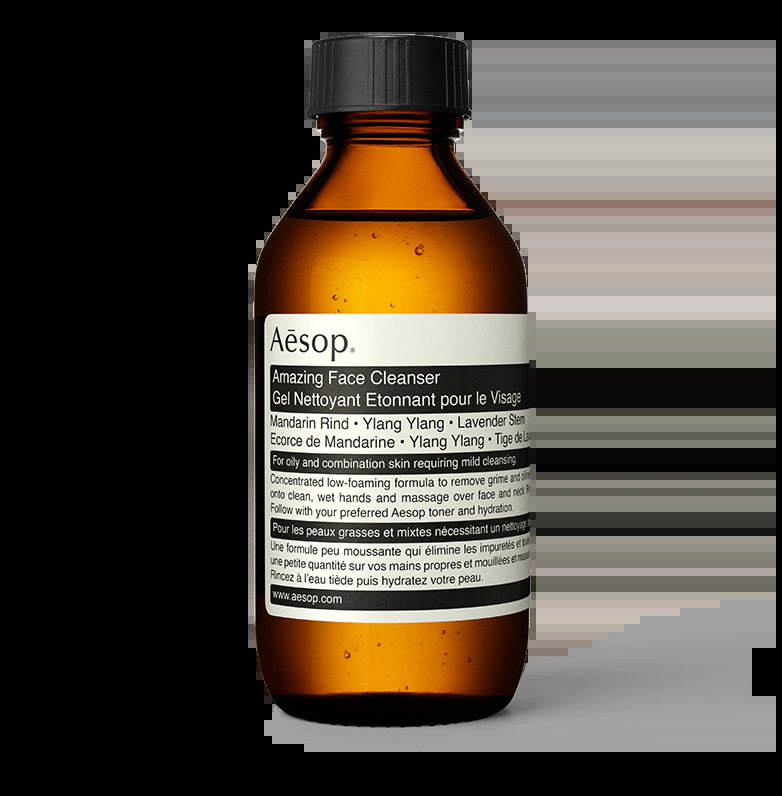 Aēsop®
Amazing Face Cleanser
Gel Nettoyant Etonnant pour le Visage
Mandarin Rind • Ylang Ylang • Lavender Stem
Ecorce de Mandarine • Ylang Ylang • Tige de
For oily and combination skin requiring mild cleansing.
Concentrated low-foaming formula to remove grime and
onto clean, wet hands and massage over face and neck.
Follow with your preferred Aesop toner and hydration.
Pour les peaux grasses et mixtes nécessitant un nettoyage
Une formule peu moussante qui élimine les impuretés et
une petite quantité sur vos mains propres et mouillées et
Rincez à l'eau tiède puis hydratez votre peau.
www.aesop.com